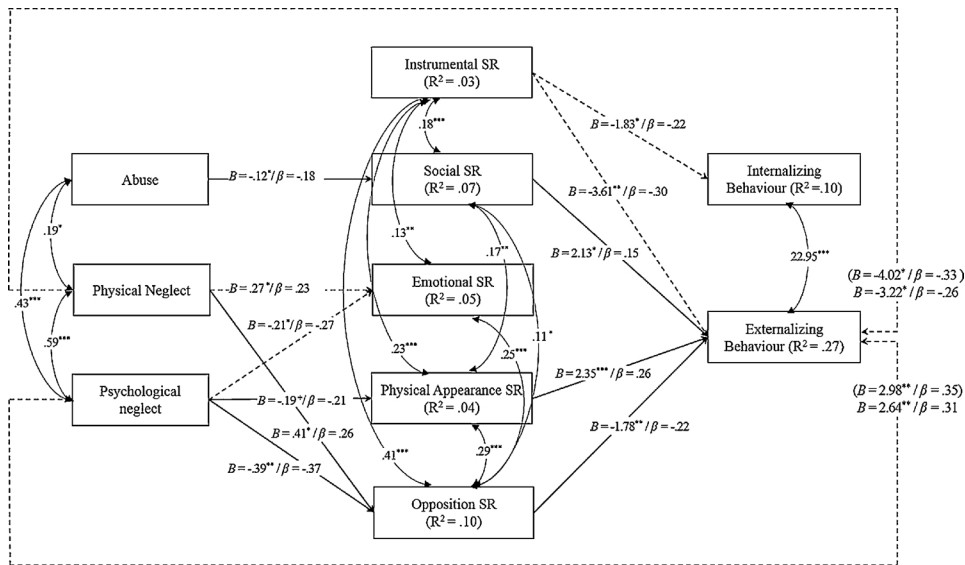 Instrumental SR
(R² = .03)
B = -1.83* / β = -.22
.18***
Abuse
B = -.12* / β = -.18
Social SR
(R² = .07)
Internalizing
Behaviour (R² = .10)
B = -3.61** / β = -.30
.19*
.13**
.17**
B = 2.13* / β = .15
22.95***
(B = -4.02* / β = -.33)
B = -3.22* / β = -.26
.43***
Physical Neglect
B = .27* / β = .23
Emotional SR
(R² = .05)
B = -.21* / β = -.27
.59***
.23***
.25***
.11*
Externalizing
Behaviour (R² = .27)
Psychological
neglect
B = -.19⁺ / β = -.21
Physical Appearance SR
(R² = .04)
B = 2.35*** / β = .26
(B = 2.98** / β = .35)
B = 2.64** / β = .31
B = .41* / β = .26
B = -1.78** / β = -.22
B = -.39** / β = -.37
.41***
.29***
Opposition SR
(R² = .10)